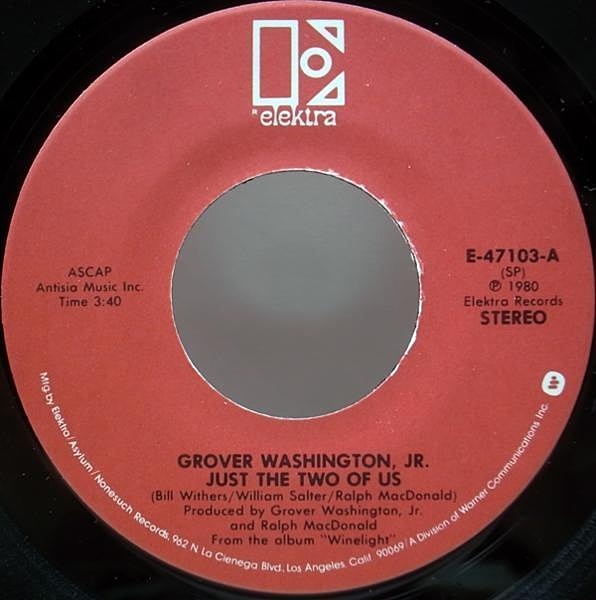 elektra
ASCAP
Antisia Music Inc.
Time 3:40
E-47103-A
(SP)
℗ 1980
Elektra Records
STEREO
GROVER WASHINGTON, JR.
JUST THE TWO OF US
(Bill Withers/William Salter/Ralph MacDonald)
Produced by Grover Washington, Jr.
and Ralph MacDonald
From the album "Winelight"
Mfg by Elektra/Asylum/Nonesuch Records, 962 N. La Cienega Blvd., Los Angeles, Calif. 90069/A Division of Warner Communications Inc.